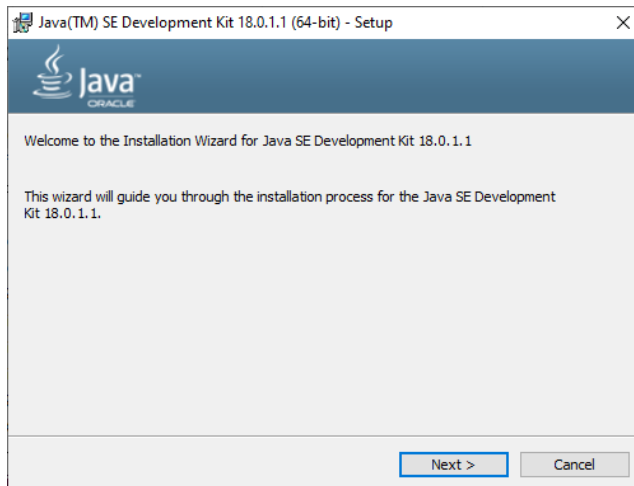 Java(TM) SE Development Kit 18.0.1.1 (64-bit) - Setup
Java™
ORACLE
Welcome to the Installation Wizard for Java SE Development Kit 18.0.1.1
This wizard will guide you through the installation process for the Java SE Development
Kit 18.0.1.1.
Next > Cancel